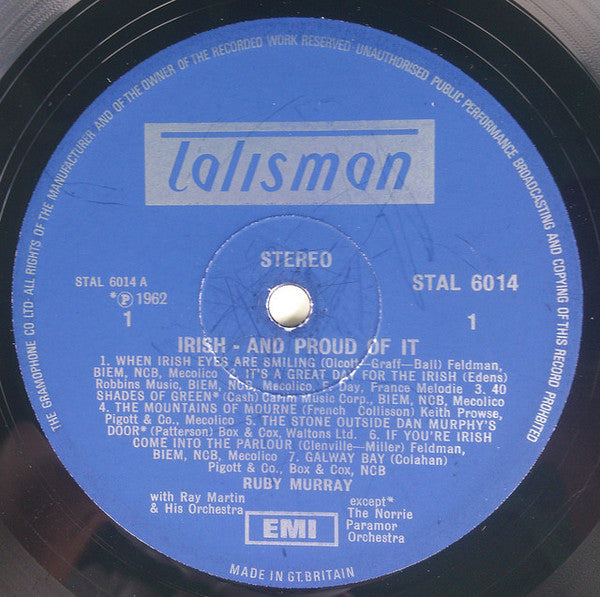 THE GRAMOPHONE CO LTD·ALL RIGHTS OF THE MANUFACTURER AND OF THE OWNER OF THE RECORDED WORK RESERVED UNAUTHORISED PUBLIC PERFORMANCE BROADCASTING AND COPYING OF THIS RECORD PROHIBITED
Talisman
STEREO
STAL 6014 A
STAL 6014
*Ⓟ 1962
1
1
IRISH - AND PROUD OF IT
1. WHEN IRISH EYES ARE SMILING (Olcott-Graff-Ball) Feldman,
BIEM, NCB, Mecolico 2. IT'S A GREAT DAY FOR THE IRISH (Edens)
Robbins Music, BIEM, NCB, Mecolico. El Day, France Melodie 3. 40
SHADES OF GREEN* (Cash) Carlin Music Corp., BIEM, NCB, Mecolico
4. THE MOUNTAINS OF MOURNE (French Collisson) Keith Prowse,
Pigott & Co., Mecolico 5. THE STONE OUTSIDE DAN MURPHY'S
DOOR* (Patterson) Box & Cox, Waltons Ltd. 6. IF YOU'RE IRISH
COME INTO THE PARLOUR (Glenville-Miller) Feldman,
BIEM, NCB, Mecolico 7. GALWAY BAY (Colahan)
Pigott & Co., Box & Cox, NCB
RUBY MURRAY
with Ray Martin
& His Orchestra
EMI
except*
The Norrie
Paramor
Orchestra
MADE IN GT. BRITAIN